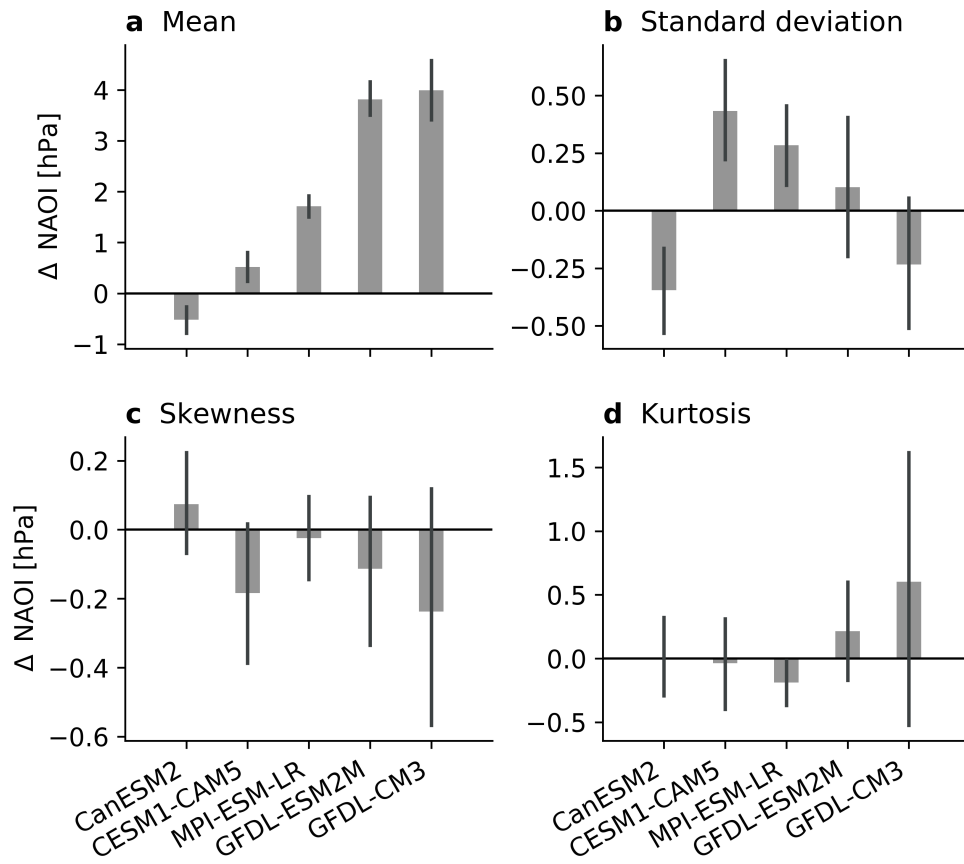 a Mean
Δ NAOI [hPa]
4
3
2
1
0
−1
b Standard deviation
0.50
0.25
0.00
−0.25
−0.50
c Skewness
Δ NAOI [hPa]
0.2
0.0
−0.2
−0.4
−0.6
CanESM2
CESM1-CAM5
MPI-ESM-LR
GFDL-ESM2M
GFDL-CM3
d Kurtosis
1.5
1.0
0.5
0.0
−0.5
CanESM2
CESM1-CAM5
MPI-ESM-LR
GFDL-ESM2M
GFDL-CM3